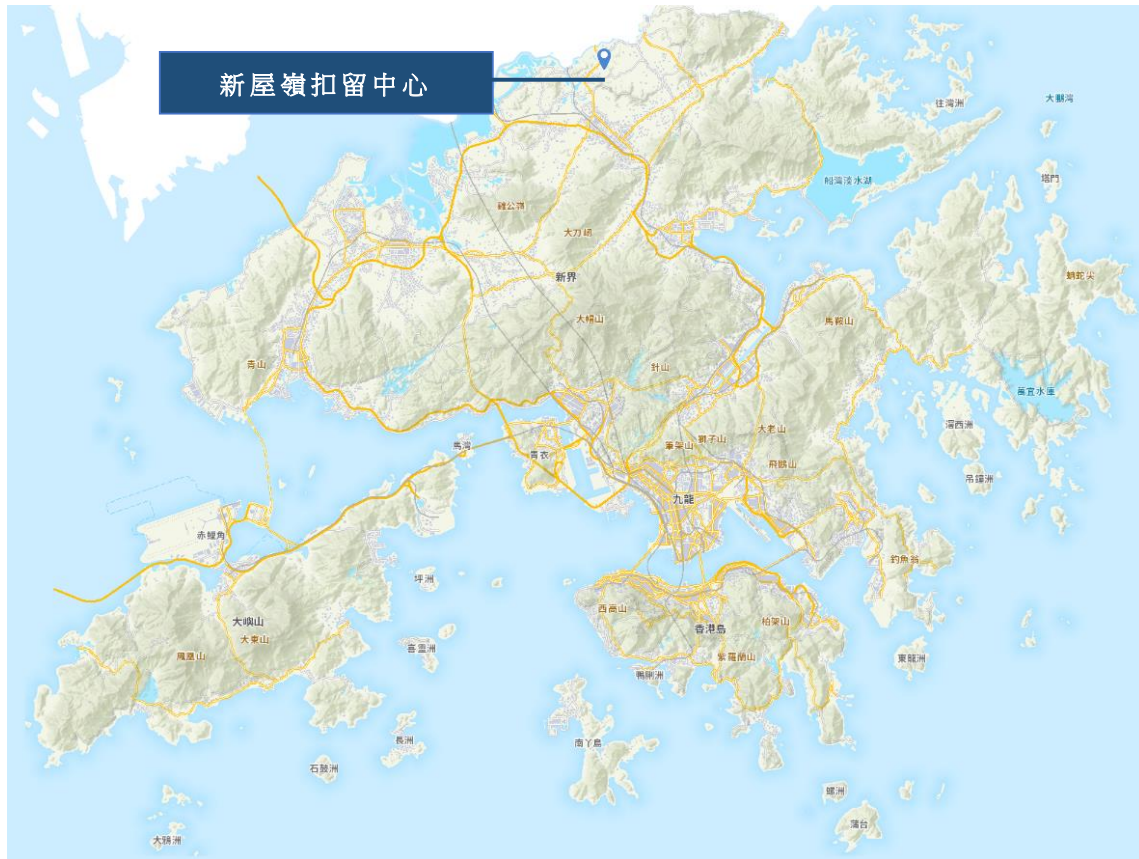 新屋嶺扣留中心
往灣洲
大鵬灣
塔門
船灣淡水湖
雞公嶺
大刀屻
新界
蚺蛇尖
大帽山
馬鞍山
青山
針山
萬宜水庫
滘西洲
大老山
獅子山
筆架山
馬灣
青衣
飛鵝山
吊鐘洲
九龍
赤鱲角
釣魚翁
坪洲
西高山
大嶼山
柏架山
香港島
大東山
喜靈洲
鳳凰山
紫羅蘭山
東龍洲
鴨脷洲
長洲
南丫島
石鼓洲
螺洲
蒲台
大鴉洲